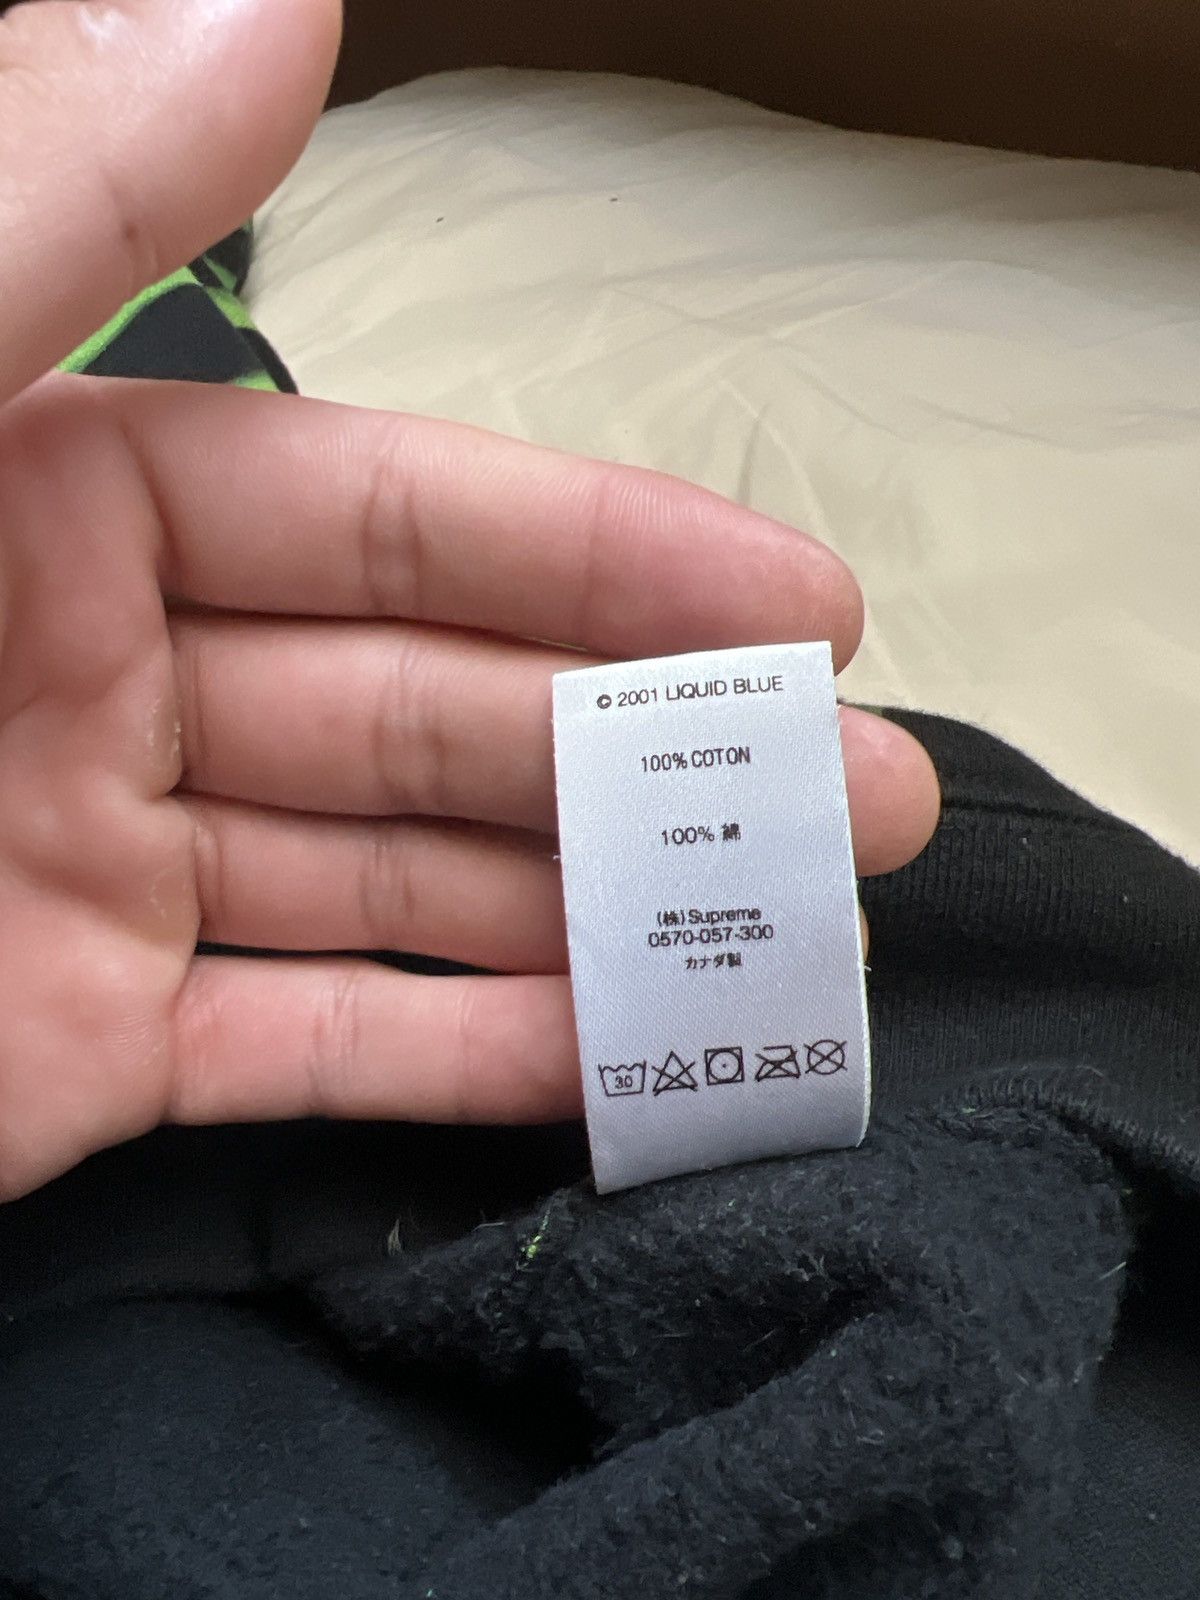 © 2001 LIQUID BLUE
100% COTON
100% 綿
(株) Supreme
0570-057-300
カナダ製
30